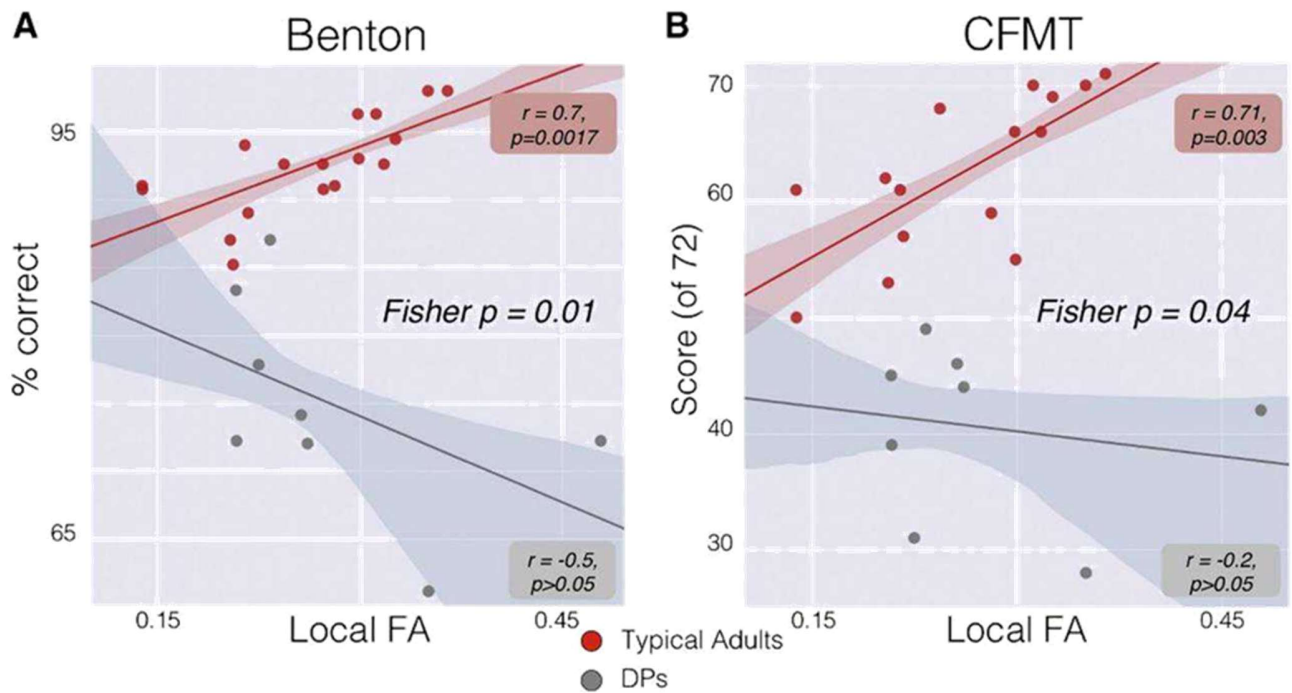 A
Benton
% correct
95
65
r = 0.7,
p=0.0017
Fisher p = 0.01
r = -0.5,
p>0.05
0.15
Local FA
0.45
B
CFMT
Score (of 72)
70
60
40
30
r = 0.71,
p=0.003
Fisher p = 0.04
r = -0.2,
p>0.05
0.15
Local FA
0.45
Typical Adults
DPs